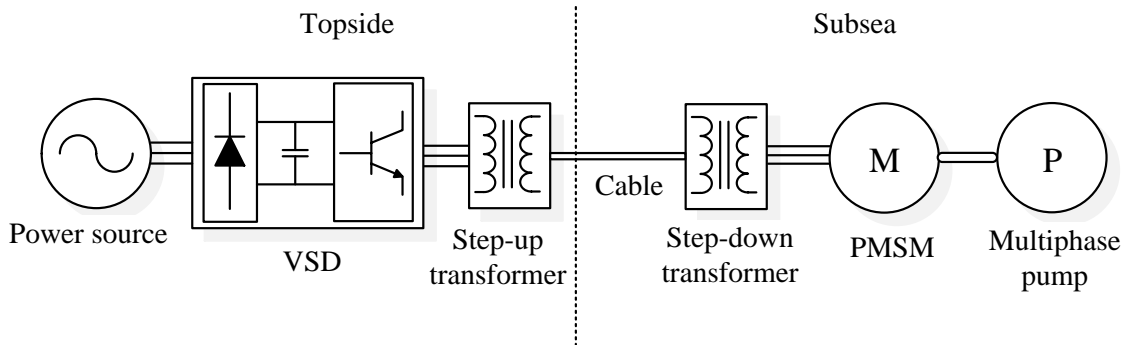 Topside
Subsea
Power source
VSD
Step-up
transformer
Cable
Step-down
transformer
M
PMSM
P
Multiphase
pump